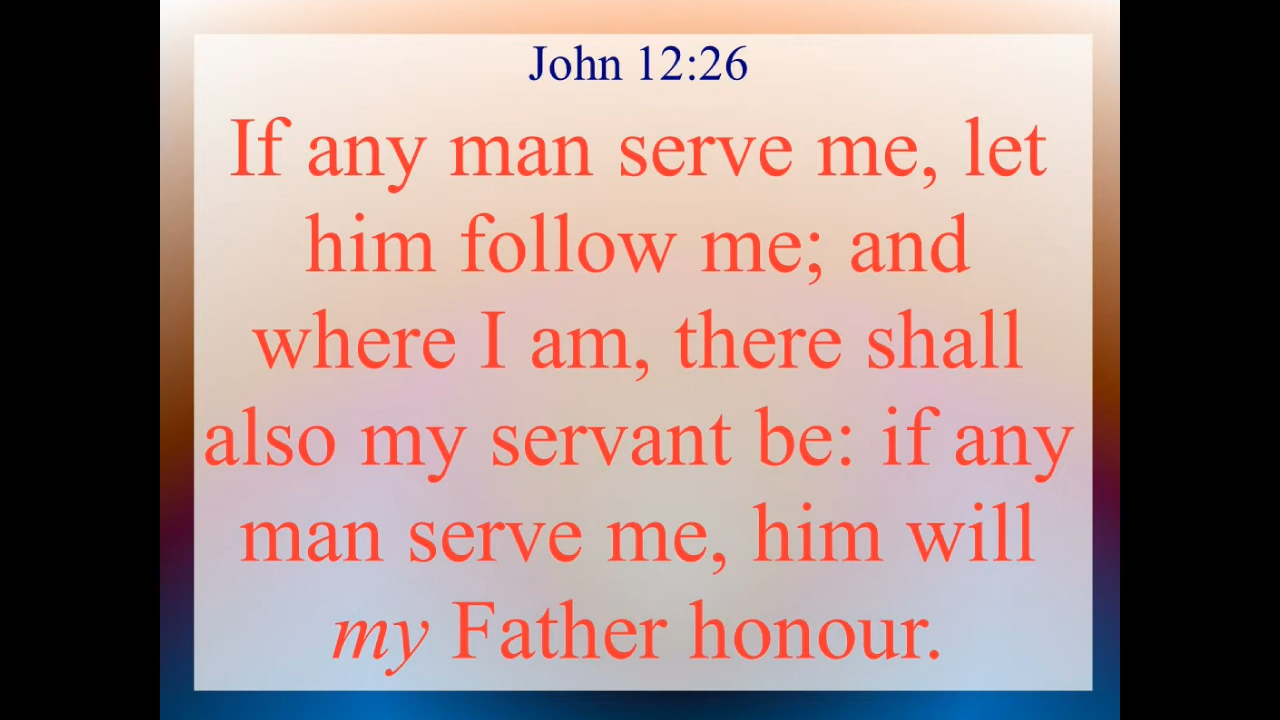 John 12:26
If any man serve me, let
him follow me; and
where I am, there shall
also my servant be: if any
man serve me, him will
my Father honour.